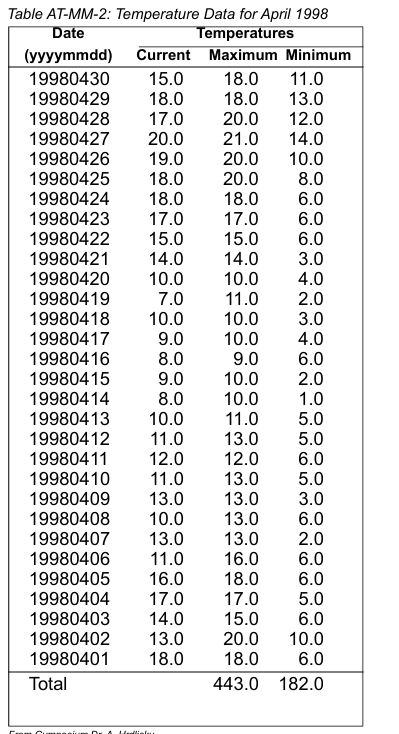 Table AT-MM-2: Temperature Data for April 1998
Date Temperatures
(yyyymmdd) Current Maximum Minimum
19980430 15.0 18.0 11.0
19980429 18.0 18.0 13.0
19980428 17.0 20.0 12.0
19980427 20.0 21.0 14.0
19980426 19.0 20.0 10.0
19980425 18.0 20.0 8.0
19980424 18.0 18.0 6.0
19980423 17.0 17.0 6.0
19980422 15.0 15.0 6.0
19980421 14.0 14.0 3.0
19980420 10.0 10.0 4.0
19980419 7.0 11.0 2.0
19980418 10.0 10.0 3.0
19980417 9.0 10.0 4.0
19980416 8.0 9.0 6.0
19980415 9.0 10.0 2.0
19980414 8.0 10.0 1.0
19980413 10.0 11.0 5.0
19980412 11.0 13.0 5.0
19980411 12.0 12.0 6.0
19980410 11.0 13.0 5.0
19980409 13.0 13.0 3.0
19980408 10.0 13.0 6.0
19980407 13.0 13.0 2.0
19980406 11.0 16.0 6.0
19980405 16.0 18.0 6.0
19980404 17.0 17.0 5.0
19980403 14.0 15.0 6.0
19980402 13.0 20.0 10.0
19980401 18.0 18.0 6.0
Total 443.0 182.0
From Gymnasium Dr. A.